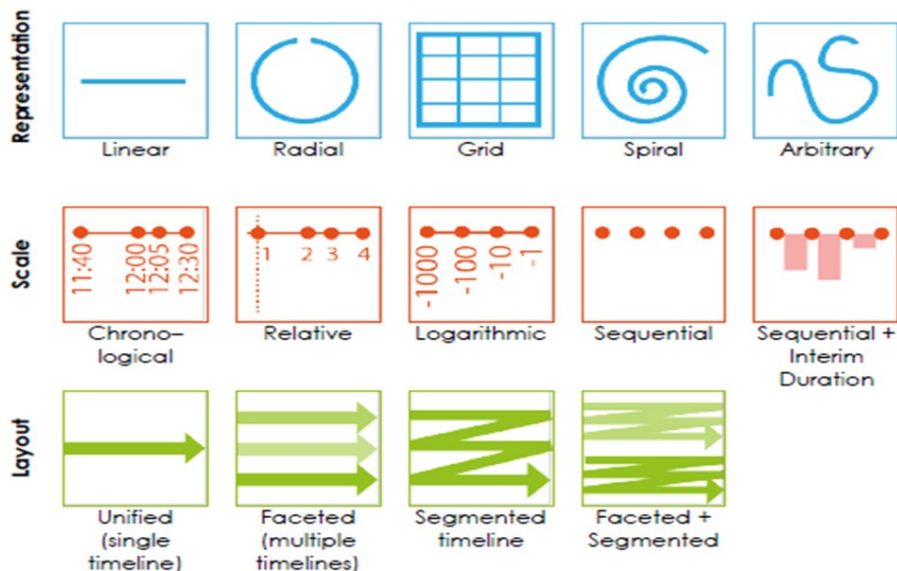 Representation
Linear
Radial
Grid
Spiral
Arbitrary
Scale
11:40
12:00
12:05
12:30
1
2
3
4
-1000
-100
-10
-1
Chrono-
logical
Relative
Logarithmic
Sequential
Sequential +
Interim
Duration
Layout
Unified
(single
timeline)
Faceted
(multiple
timelines)
Segmented
timeline
Faceted +
Segmented